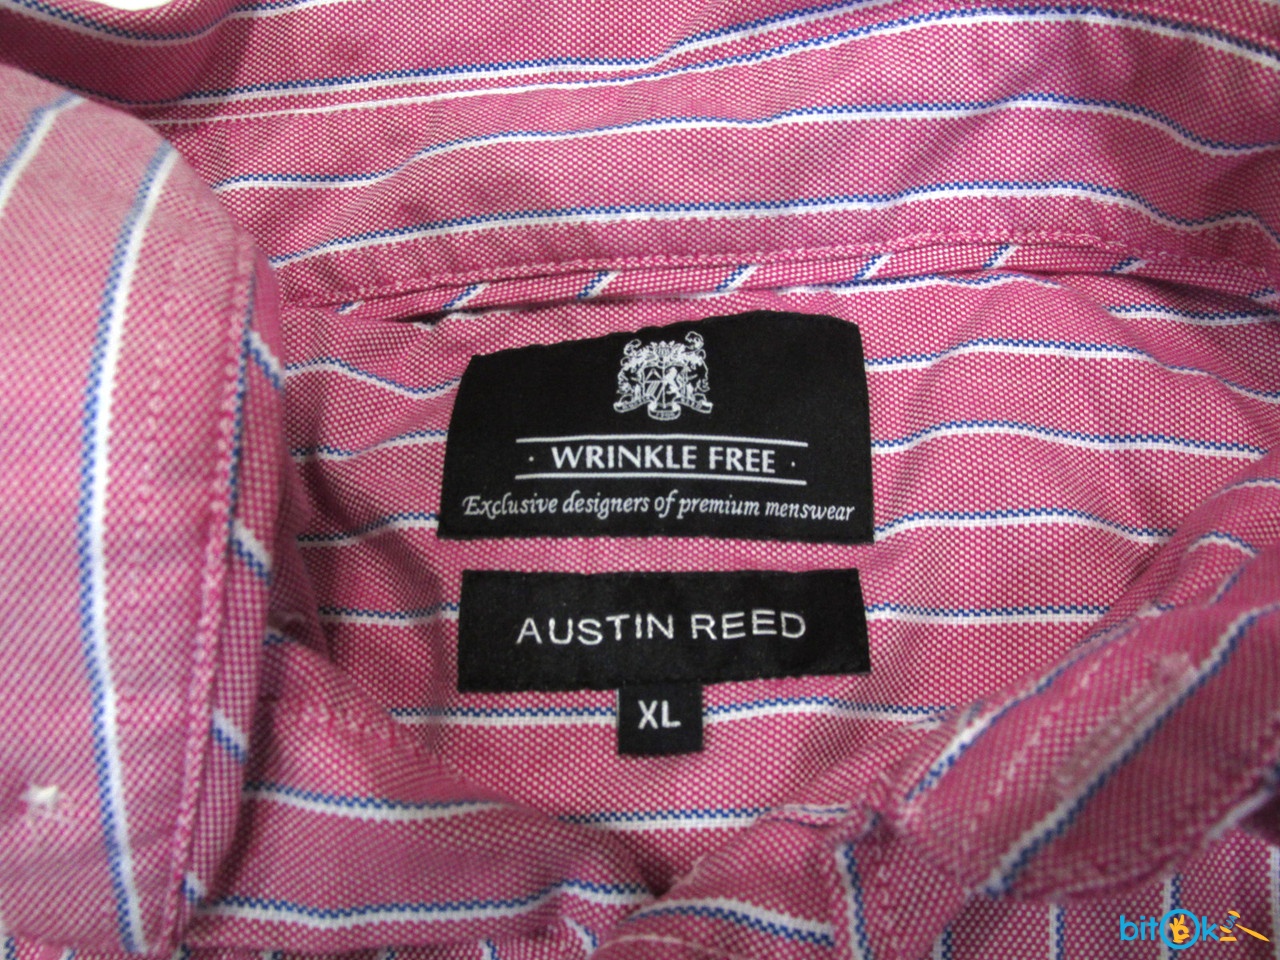 · WRINKLE FREE ·
Exclusive designers of premium menswear
AUSTIN REED
XL
bitOk